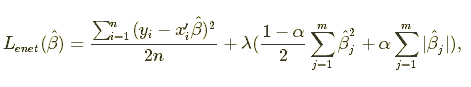 $L_{enet}(\hat{\beta}) = \frac{\sum_{i=1}^{n} (y_i - x_i' \hat{\beta})^2}{2n} + \lambda ( \frac{1 - \alpha}{2} \sum_{j=1}^{m} \hat{\beta}_j^2 + \alpha \sum_{j=1}^{m} |\hat{\beta}_j| ),$